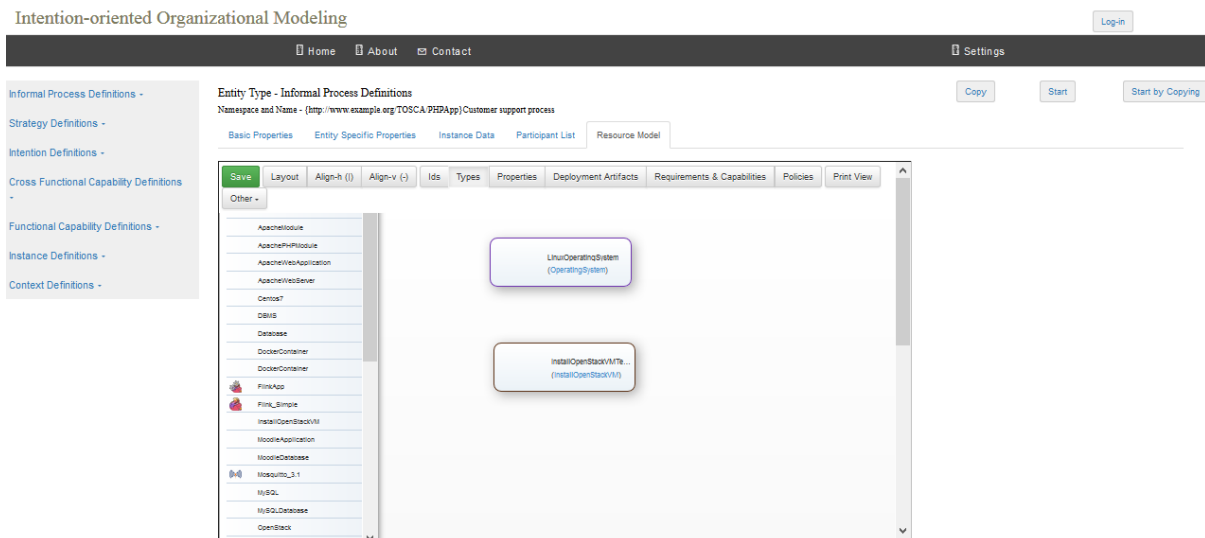 Intention-oriented Organizational Modeling
Log-in
Home About Contact Settings
Informal Process Definitions -
Strategy Definitions -
Intention Definitions -
Cross Functional Capability Definitions
-
Functional Capability Definitions -
Instance Definitions -
Context Definitions -
Entity Type - Informal Process Definitions
Namespace and Name - {http://www.example.org/TOSCA/PHPApp}Customer support process
Copy Start Start by Copying
Basic Properties Entity Specific Properties Instance Data Participant List Resource Model
Save Layout Align-h (|) Align-v (-) Ids Types Properties Deployment Artifacts Requirements & Capabilities Policies Print View
Other -
ApacheModule
ApachePHPModule
ApacheWebApplication
ApacheWebServer
Centos7
DBMS
Database
DockerContainer
DockerContainer
FlinkApp
Flink_Simple
InstallOpenStackVM
MoodleApplication
MoodleDatabase
Mosquitto_3.1
MySQL
MySQLDatabase
OpenStack
LinuxOperatingSystem
(OperatingSystem)
InstallOpenStackVMTe...
(InstallOpenStackVM)